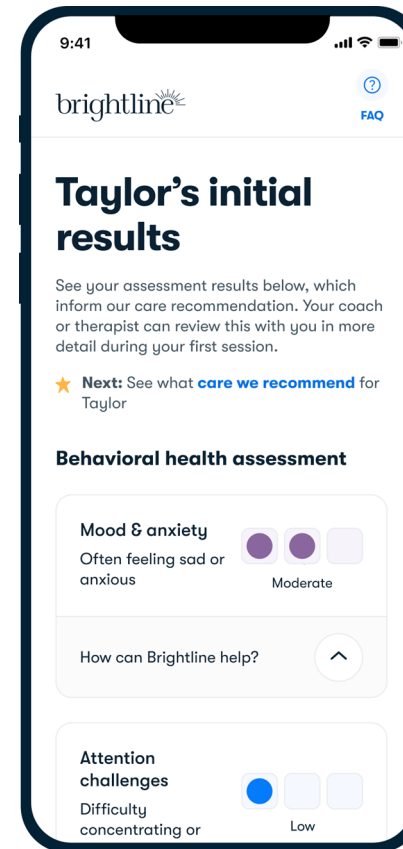 9:41
brightline
?
FAQ
Taylor's initial
results
See your assessment results below, which
inform our care recommendation. Your coach
or therapist can review this with you in more
detail during your first session.
Next: See what care we recommend for
Taylor
Behavioral health assessment
Mood & anxiety
Often feeling sad or
anxious
Moderate
How can Brightline help?
Attention
challenges
Difficulty
concentrating or
Low